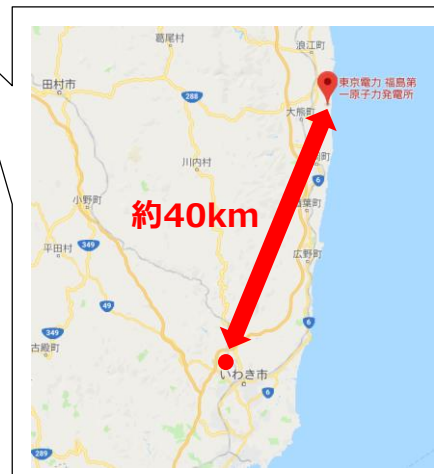 葛尾村
浪江町
288
東京電力 福島第
一原子力発電所
田村市
大熊町
川内村
町
6
小野町
約40km
葉町
平田村
349
広野町
49
6
349
古殿町
いわき市
6
289